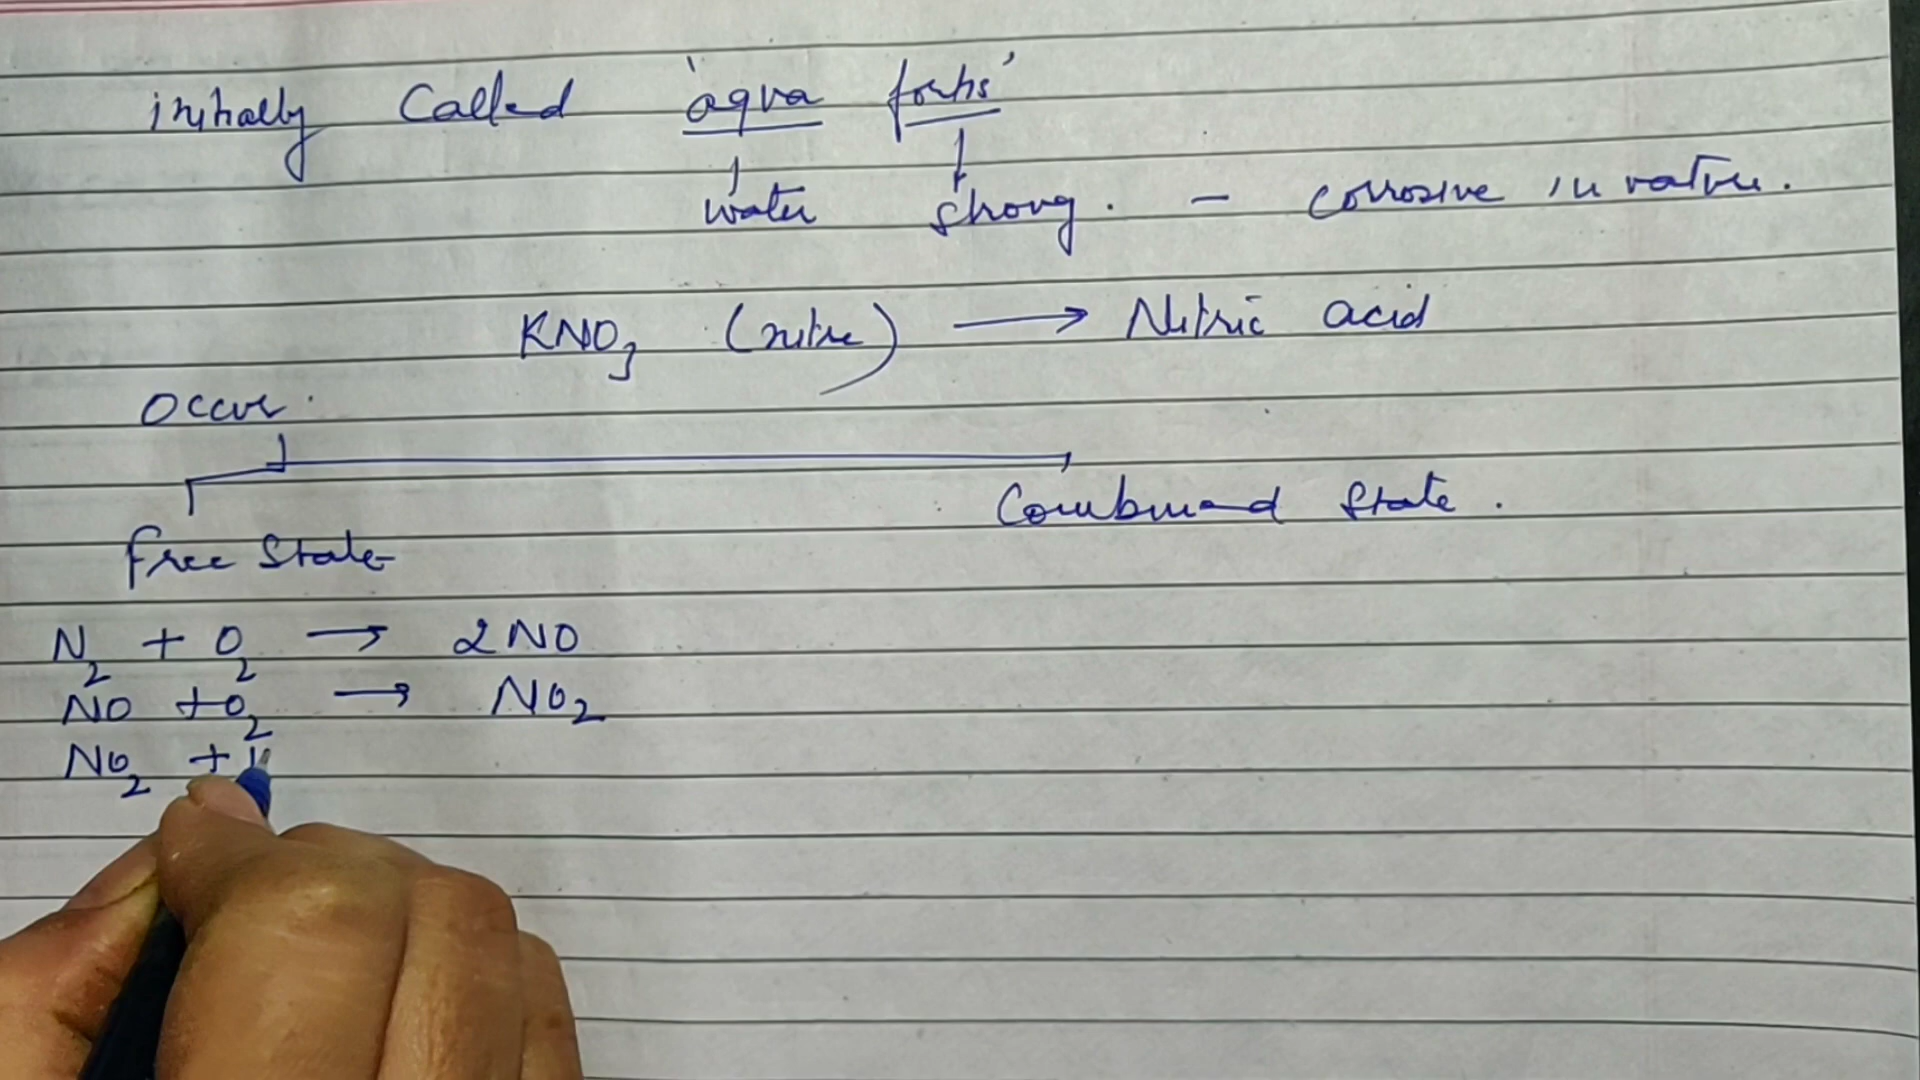 initially Called 'aqua fortis'
water strong. - corrosive in nature.
KNO₃ (nitre) → Nitric acid
Occur.
Combined State.
Free State
N₂ + O₂ → 2NO
NO + O₂ → NO₂
NO₂ +